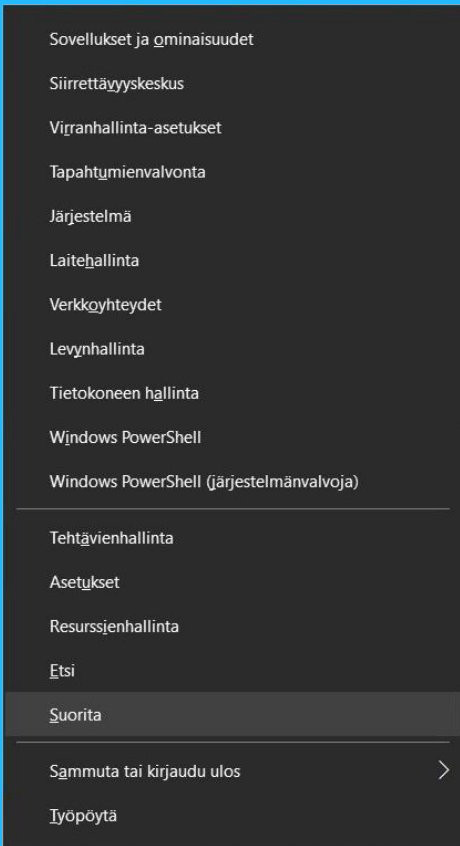 Sovellukset ja ominaisuudet
Siirrettävyyskeskus
Virranhallinta-asetukset
Tapahtumienvalvonta
Järjestelmä
Laitehallinta
Verkkoyhteydet
Levynhallinta
Tietokoneen hallinta
Windows PowerShell
Windows PowerShell (järjestelmänvalvoja)
Tehtävienhallinta
Asetukset
Resurssienhallinta
Etsi
Suorita
Sammuta tai kirjaudu ulos
Työpöytä